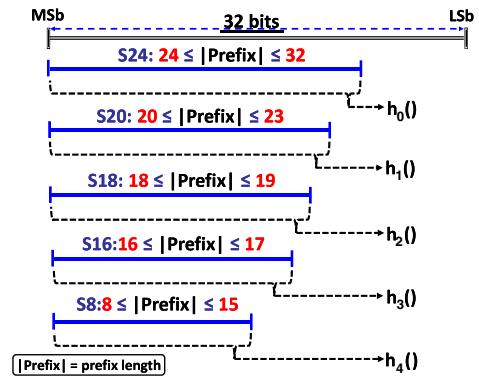 MSb 32 bits LSb
S24: 24 ≤ |Prefix| ≤ 32
h0()
S20: 20 ≤ |Prefix| ≤ 23
h1()
S18: 18 ≤ |Prefix| ≤ 19
h2()
S16:16 ≤ |Prefix| ≤ 17
h3()
S8:8 ≤ |Prefix| ≤ 15
h4()
|Prefix| = prefix length